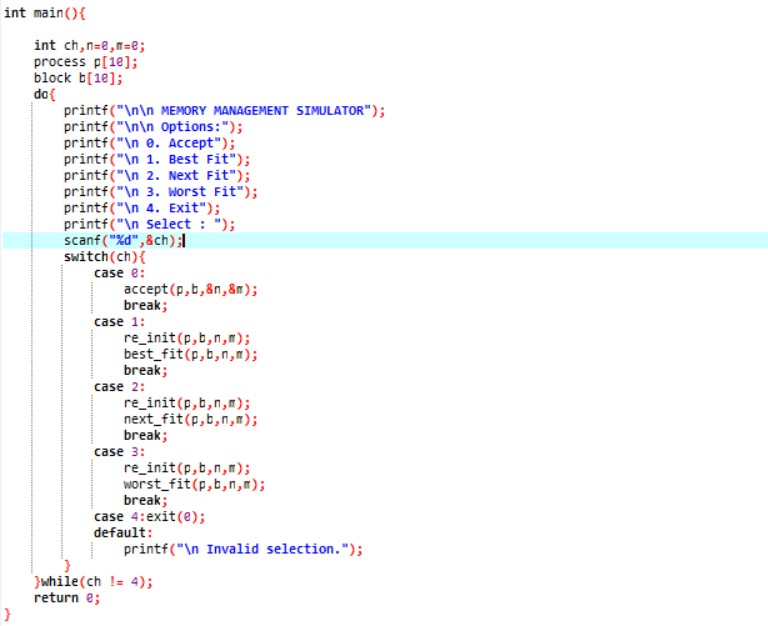 int main(){
int ch,n=0,m=0;
process p[10];
block b[10];
do{
printf("\n\n MEMORY MANAGEMENT SIMULATOR");
printf("\n\n Options:");
printf("\n 0. Accept");
printf("\n 1. Best Fit");
printf("\n 2. Next Fit");
printf("\n 3. Worst Fit");
printf("\n 4. Exit");
printf("\n Select : ");
scanf("%d",&ch);
switch(ch){
case 0:
accept(p,b,&n,&m);
break;
case 1:
re_init(p,b,n,m);
best_fit(p,b,n,m);
break;
case 2:
re_init(p,b,n,m);
next_fit(p,b,n,m);
break;
case 3:
re_init(p,b,n,m);
worst_fit(p,b,n,m);
break;
case 4:exit(0);
default:
printf("\n Invalid selection.");
}
}while(ch != 4);
return 0;
}